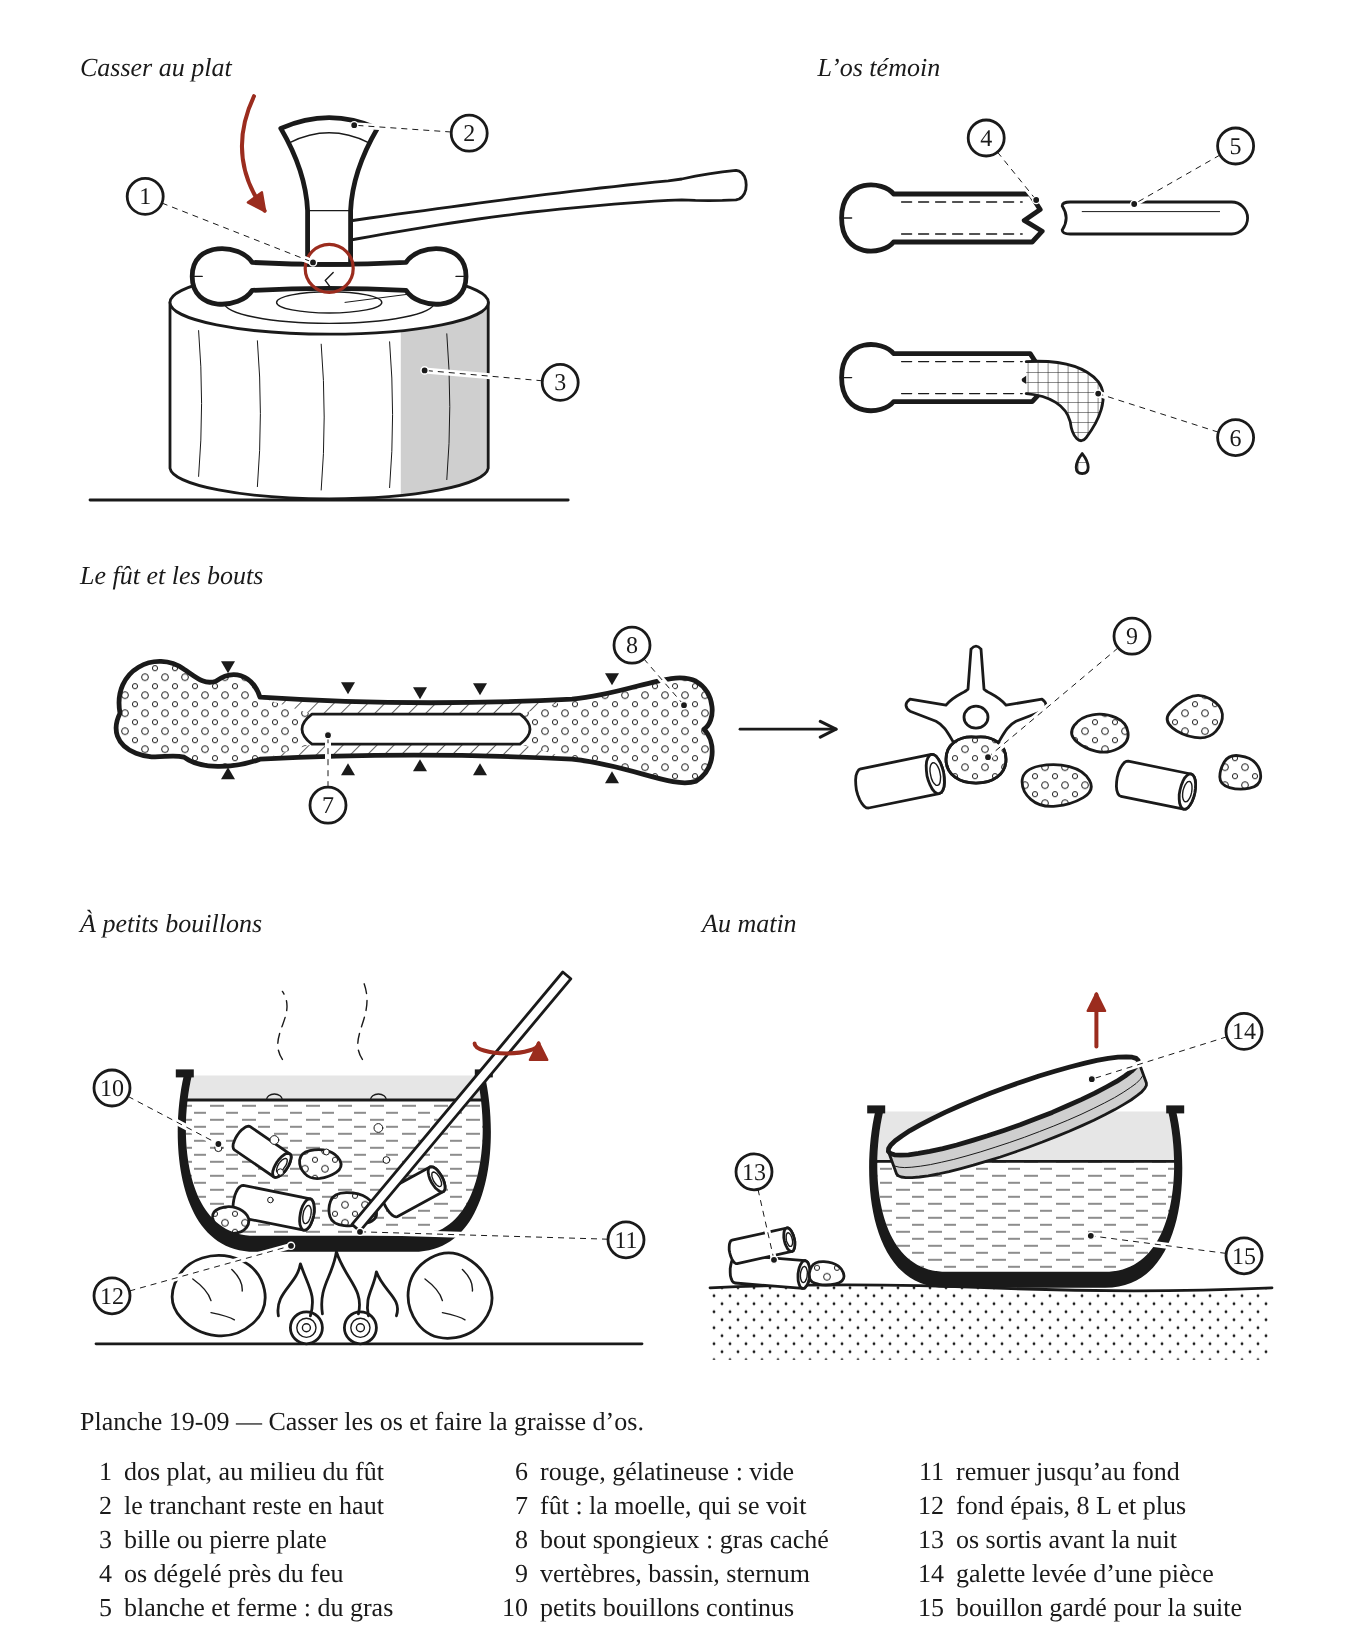 Casser au plat
L’os témoin
2
4
5
1
3
6
Le fût et les bouts
8
9
7
À petits bouillons
Au matin
10
14
13
11
15
12
Planche 19-09 — Casser les os et faire la graisse d’os.
1 dos plat, au milieu du fût
2 le tranchant reste en haut
3 bille ou pierre plate
4 os dégelé près du feu
5 blanche et ferme : du gras
6 rouge, gélatineuse : vide
7 fût : la moelle, qui se voit
8 bout spongieux : gras caché
9 vertèbres, bassin, sternum
10 petits bouillons continus
11 remuer jusqu’au fond
12 fond épais, 8 L et plus
13 os sortis avant la nuit
14 galette levée d’une pièce
15 bouillon gardé pour la suite